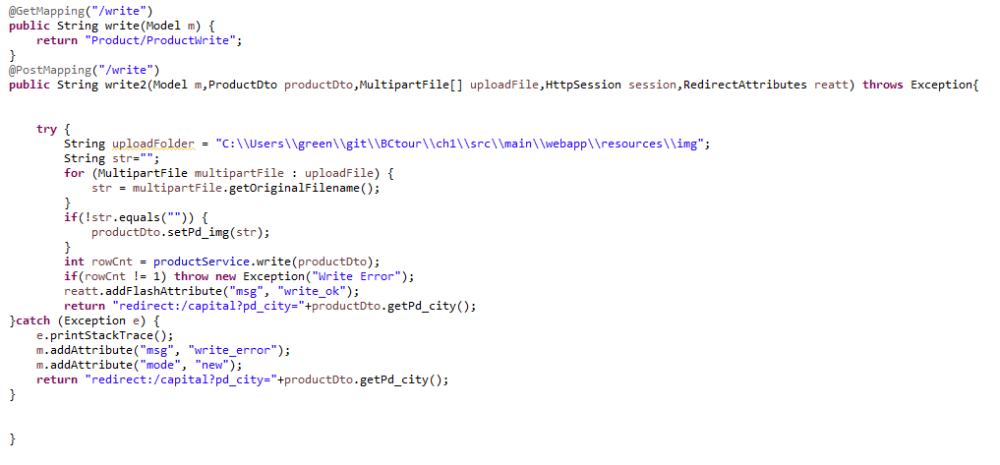 @GetMapping("/write")
public String write(Model m) {
    return "Product/ProductWrite";
}
@PostMapping("/write")
public String write2(Model m,ProductDto productDto,MultipartFile[] uploadFile,HttpSession session,RedirectAttributes reatt) throws Exception{
    try {
        String uploadFolder = "C:\\Users\\green\\git\\BCtour\\ch1\\src\\main\\webapp\\resources\\img";
        String str="";
        for (MultipartFile multipartFile : uploadFile) {
            str = multipartFile.getOriginalFilename();
        }
        if(!str.equals("")) {
            productDto.setPd_img(str);
        }
        int rowCnt = productService.write(productDto);
        if(rowCnt != 1) throw new Exception("Write Error");
        reatt.addFlashAttribute("msg", "write_ok");
        return "redirect:/capital?pd_city="+productDto.getPd_city();
}catch (Exception e) {
    e.printStackTrace();
    m.addAttribute("msg", "write_error");
    m.addAttribute("mode", "new");
    return "redirect:/capital?pd_city="+productDto.getPd_city();
}
}